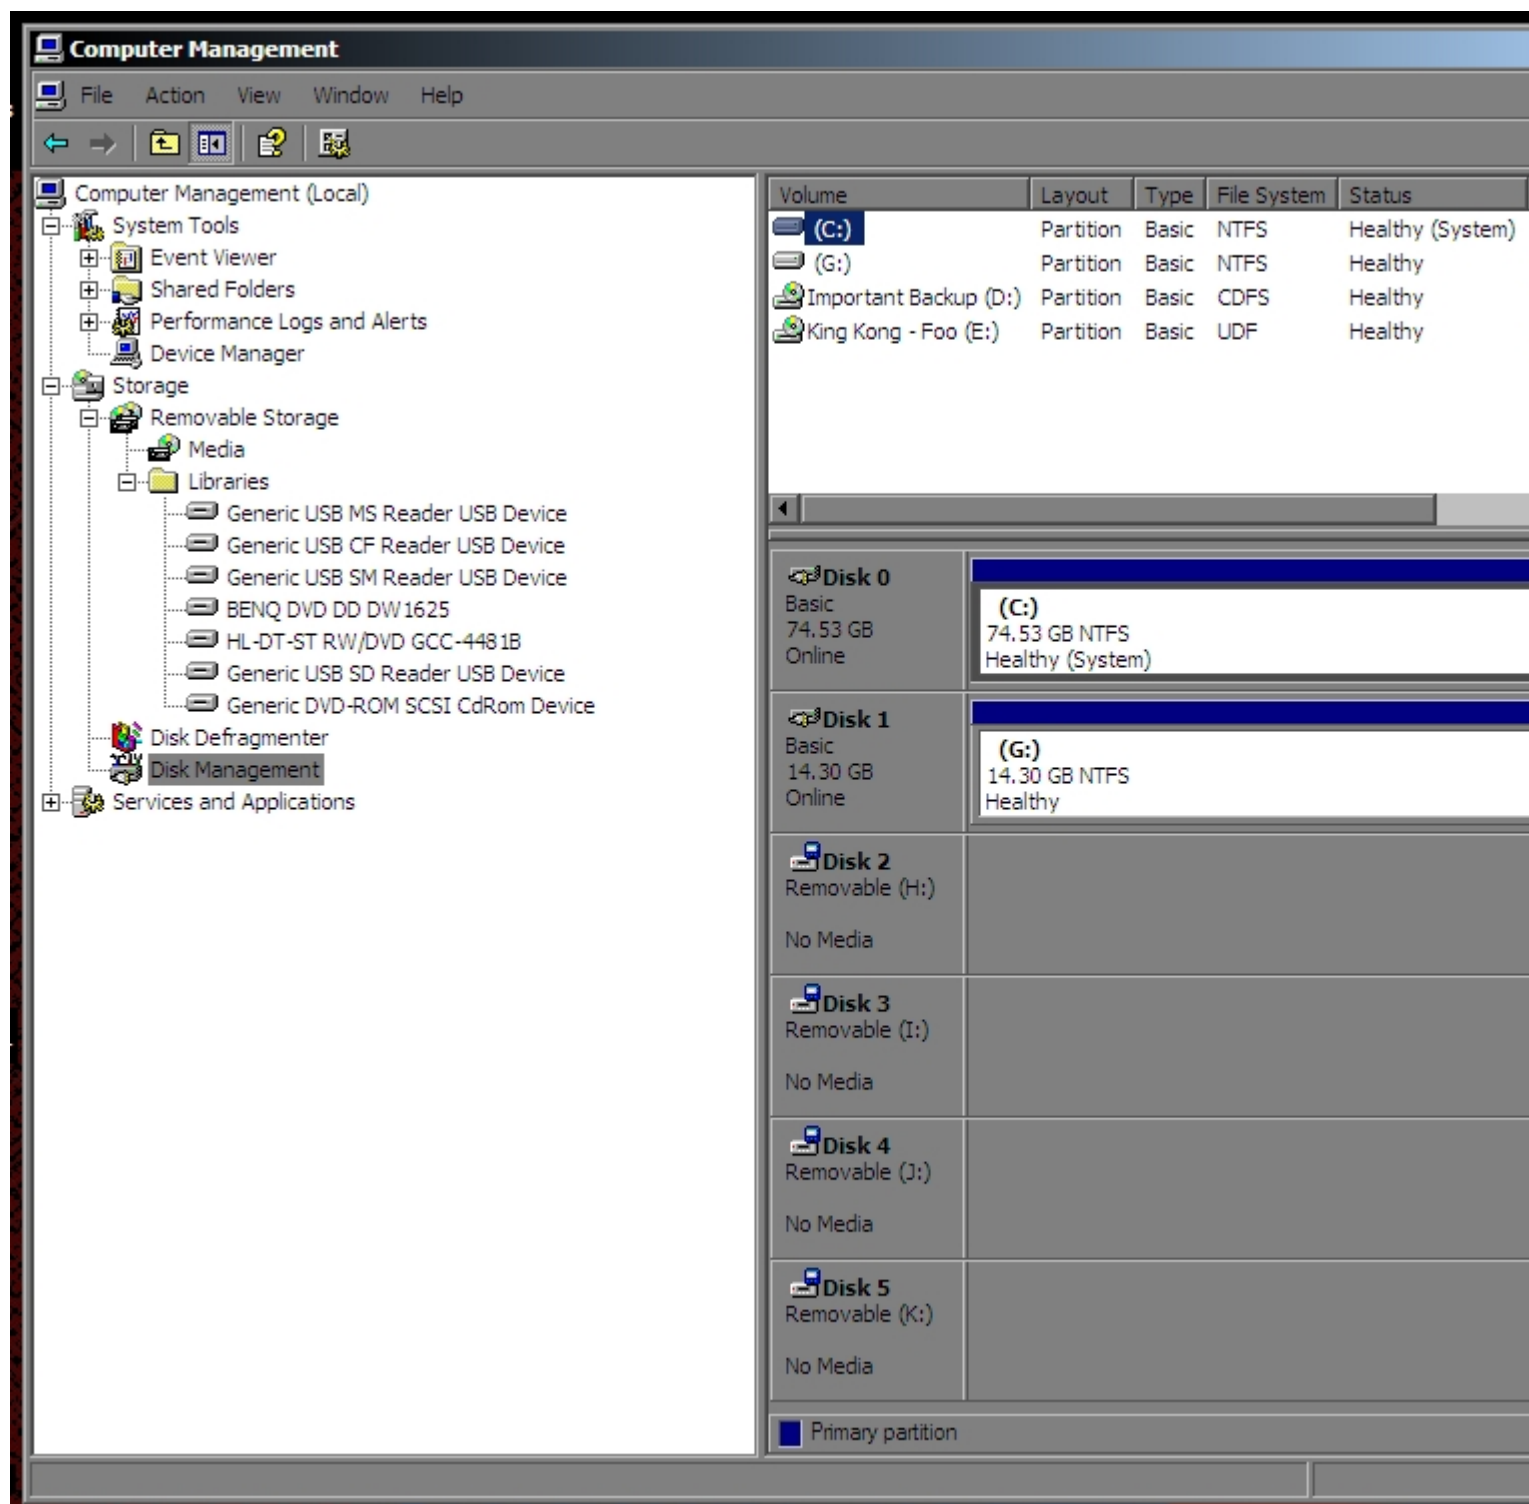 Computer Management
File Action View Window Help
Computer Management (Local)
System Tools
Event Viewer
Shared Folders
Performance Logs and Alerts
Device Manager
Storage
Removable Storage
Media
Libraries
Generic USB MS Reader USB Device
Generic USB CF Reader USB Device
Generic USB SM Reader USB Device
BENQ DVD DD DW1625
HL-DT-ST RW/DVD GCC-4481B
Generic USB SD Reader USB Device
Generic DVD-ROM SCSI CdRom Device
Disk Defragmenter
Disk Management
Services and Applications
Volume Layout Type File System Status
(C:) Partition Basic NTFS Healthy (System)
(G:) Partition Basic NTFS Healthy
Important Backup (D:) Partition Basic CDFS Healthy
King Kong - Foo (E:) Partition Basic UDF Healthy
Disk 0
Basic
74.53 GB
Online
(C:)
74.53 GB NTFS
Healthy (System)
Disk 1
Basic
14.30 GB
Online
(G:)
14.30 GB NTFS
Healthy
Disk 2
Removable (H:)
No Media
Disk 3
Removable (I:)
No Media
Disk 4
Removable (J:)
No Media
Disk 5
Removable (K:)
No Media
Primary partition